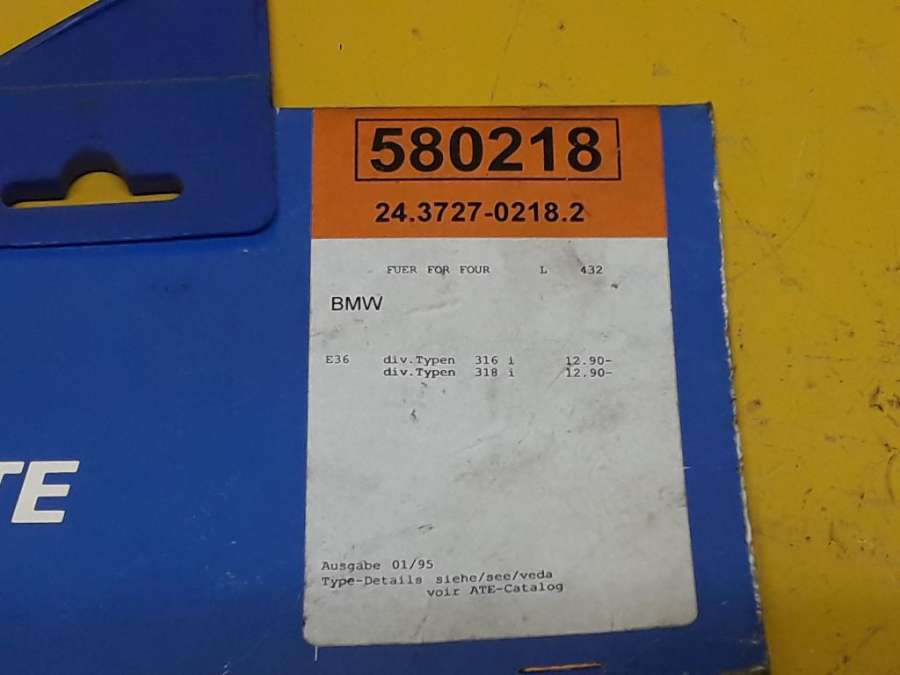 580218
24.3727-0218.2
FUER FOR FOUR L 432
BMW
E36 div.Typen 316 i 12.90-
div.Typen 318 i 12.90-
TE
Ausgabe 01/95
Type-Details siehe/see/veda
voir ATE-Catalog